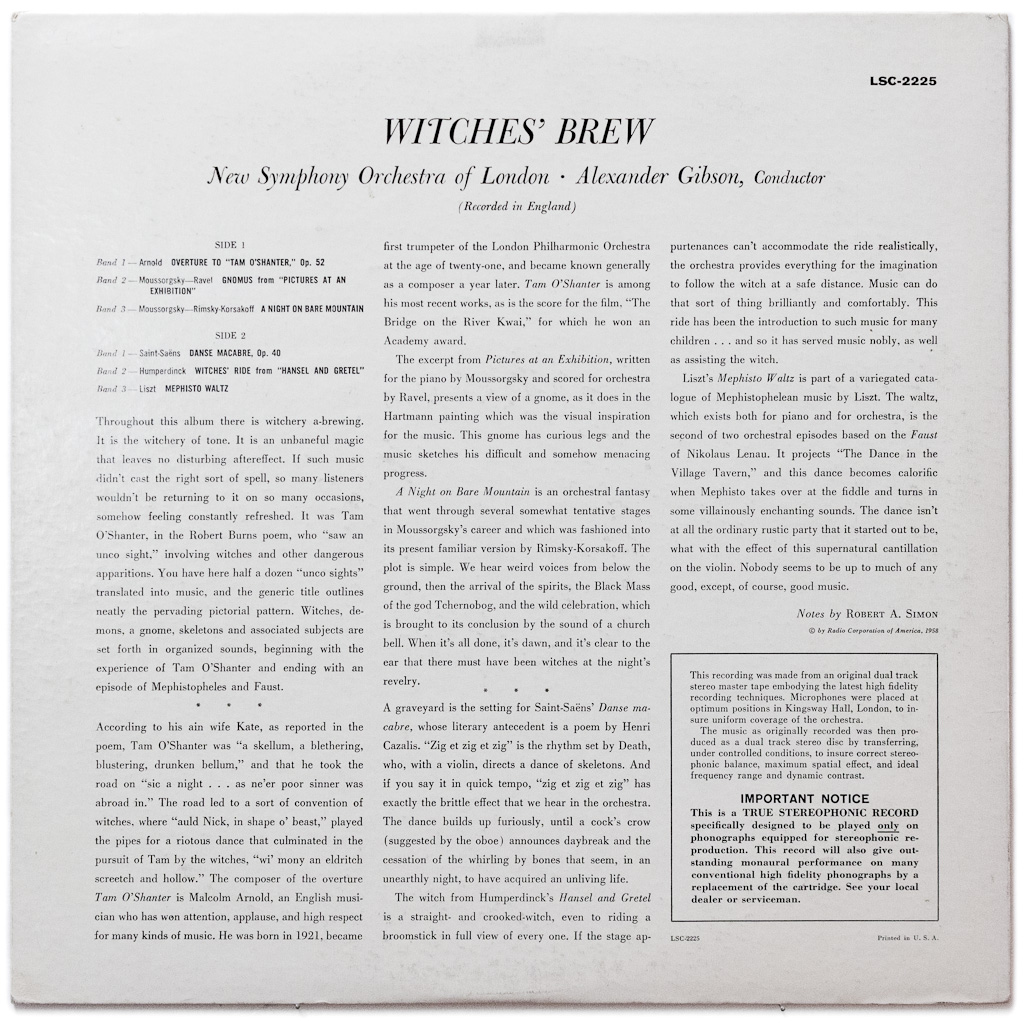 LSC-2225
WITCHES' BREW
New Symphony Orchestra of London · Alexander Gibson, Conductor
(Recorded in England)
SIDE 1
Band 1—Arnold OVERTURE TO "TAM O'SHANTER," Op. 52
Band 2—Moussorgsky—Ravel GNOMUS from "PICTURES AT AN
EXHIBITION"
Band 3—Moussorgsky—Rimsky-Korsakoff A NIGHT ON BARE MOUNTAIN
SIDE 2
Band 1—Saint-Saëns DANSE MACABRE, Op. 40
Band 2—Humperdinck WITCHES' RIDE from "HANSEL AND GRETEL"
Band 3—Liszt MEPHISTO WALTZ
Throughout this album there is witchery a-brewing.
It is the witchery of tone. It is an unbaneful magic
that leaves no disturbing aftereffect. If such music
didn't cast the right sort of spell, so many listeners
wouldn't be returning to it on so many occasions,
somehow feeling constantly refreshed. It was Tam
O'Shanter, in the Robert Burns poem, who "saw an
unco sight," involving witches and other dangerous
apparitions. You have here half a dozen "unco sights"
translated into music, and the generic title outlines
neatly the pervading pictorial pattern. Witches, de-
mons, a gnome, skeletons and associated subjects are
set forth in organized sounds, beginning with the
experience of Tam O'Shanter and ending with an
episode of Mephistopheles and Faust.
* * *
According to his ain wife Kate, as reported in the
poem, Tam O'Shanter was "a skellum, a blethering,
blustering, drunken bellum," and that he took the
road on "sic a night . . . as ne'er poor sinner was
abroad in." The road led to a sort of convention of
witches, where "auld Nick, in shape o' beast," played
the pipes for a riotous dance that culminated in the
pursuit of Tam by the witches, "wi' mony an eldritch
screetch and hollow." The composer of the overture
Tam O'Shanter is Malcolm Arnold, an English musi-
cian who has won attention, applause, and high respect
for many kinds of music. He was born in 1921, became
first trumpeter of the London Philharmonic Orchestra
at the age of twenty-one, and became known generally
as a composer a year later. Tam O'Shanter is among
his most recent works, as is the score for the film, "The
Bridge on the River Kwai," for which he won an
Academy award.
The excerpt from Pictures at an Exhibition, written
for the piano by Moussorgsky and scored for orchestra
by Ravel, presents a view of a gnome, as it does in the
Hartmann painting which was the visual inspiration
for the music. This gnome has curious legs and the
music sketches his difficult and somehow menacing
progress.
A Night on Bare Mountain is an orchestral fantasy
that went through several somewhat tentative stages
in Moussorgsky's career and which was fashioned into
its present familiar version by Rimsky-Korsakoff. The
plot is simple. We hear weird voices from below the
ground, then the arrival of the spirits, the Black Mass
of the god Tchernobog, and the wild celebration, which
is brought to its conclusion by the sound of a church
bell. When it's all done, it's dawn, and it's clear to the
ear that there must have been witches at the night's
revelry.
* * *
A graveyard is the setting for Saint-Saëns' Danse ma-
cabre, whose literary antecedent is a poem by Henri
Cazalis. "Zig et zig et zig" is the rhythm set by Death,
who, with a violin, directs a dance of skeletons. And
if you say it in quick tempo, "zig et zig et zig" has
exactly the brittle effect that we hear in the orchestra.
The dance builds up furiously, until a cock's crow
(suggested by the oboe) announces daybreak and the
cessation of the whirling by bones that seem, in an
unearthly night, to have acquired an unliving life.
The witch from Humperdinck's Hansel and Gretel
is a straight- and crooked-witch, even to riding a
broomstick in full view of every one. If the stage ap-
purtenances can't accommodate the ride realistically,
the orchestra provides everything for the imagination
to follow the witch at a safe distance. Music can do
that sort of thing brilliantly and comfortably. This
ride has been the introduction to such music for many
children . . . and so it has served music nobly, as well
as assisting the witch.
Liszt's Mephisto Waltz is part of a variegated cata-
logue of Mephistophelean music by Liszt. The waltz,
which exists both for piano and for orchestra, is the
second of two orchestral episodes based on the Faust
of Nikolaus Lenau. It projects "The Dance in the
Village Tavern," and this dance becomes calorific
when Mephisto takes over at the fiddle and turns in
some villainously enchanting sounds. The dance isn't
at all the ordinary rustic party that it started out to be,
what with the effect of this supernatural cantillation
on the violin. Nobody seems to be up to much of any
good, except, of course, good music.
Notes by ROBERT A. SIMON
© by Radio Corporation of America, 1958
This recording was made from an original dual track
stereo master tape embodying the latest high fidelity
recording techniques. Microphones were placed at
optimum positions in Kingsway Hall, London, to in-
sure uniform coverage of the orchestra.
The music as originally recorded was then pro-
duced as a dual track stereo disc by transferring,
under controlled conditions, to insure correct stereo-
phonic balance, maximum spatial effect, and ideal
frequency range and dynamic contrast.
IMPORTANT NOTICE
This is a TRUE STEREOPHONIC RECORD
specifically designed to be played only on
phonographs equipped for stereophonic re-
production. This record will also give out-
standing monaural performance on many
conventional high fidelity phonographs by a
replacement of the cartridge. See your local
dealer or serviceman.
LSC-2225
Printed in U. S. A.